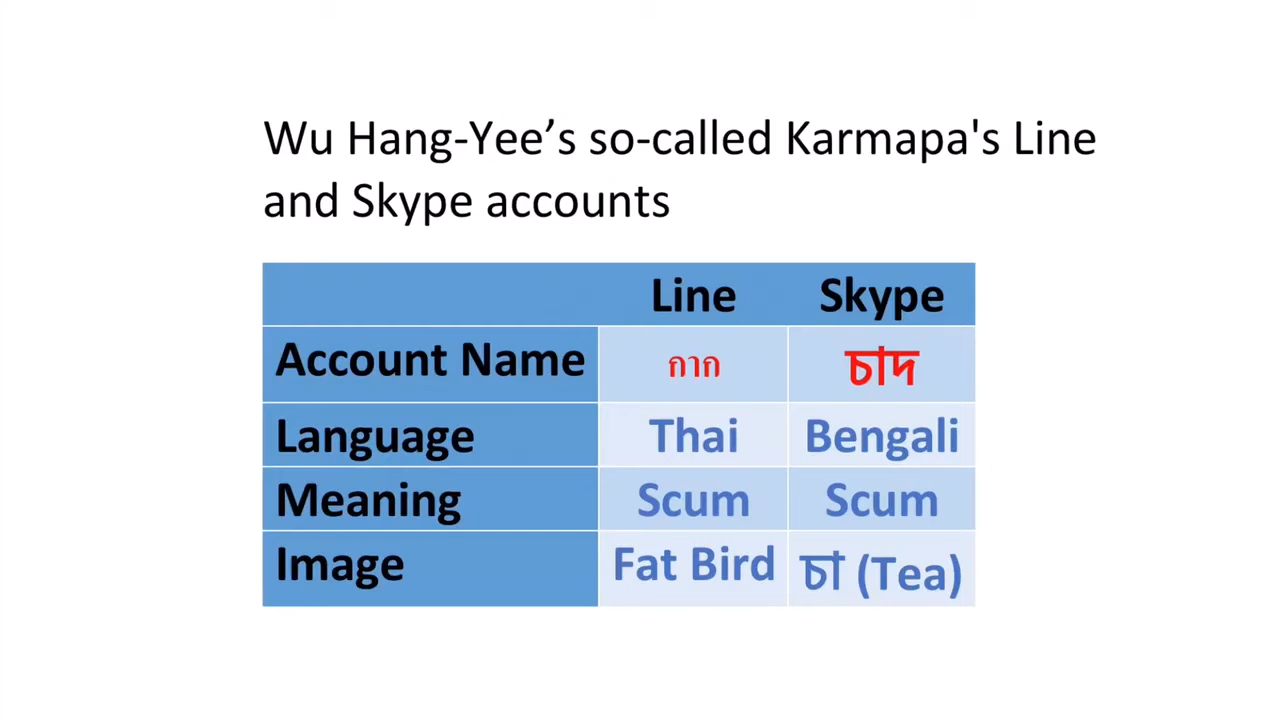 Wu Hang-Yee’s so-called Karmapa's Line
and Skype accounts
Line Skype
Account Name กาก চাদ
Language Thai Bengali
Meaning Scum Scum
Image Fat Bird চা (Tea)